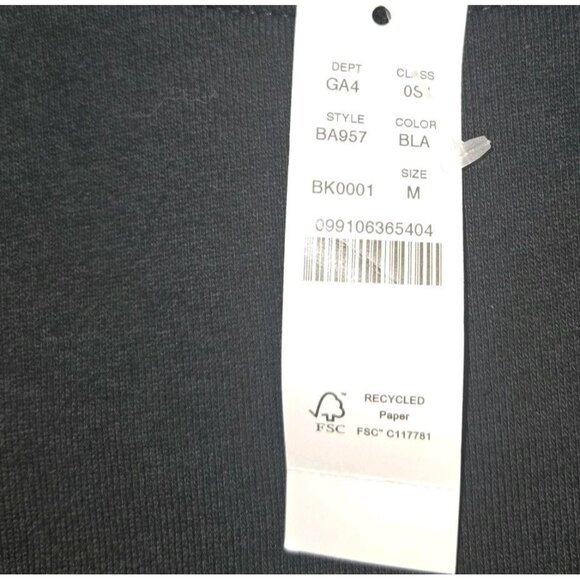 DEPT CLASS
GA4
STYLE COLOR
BA957 BLA
SIZE
BK0001 M
099106365404
RECYCLED
Paper
FSC™ C117781
FSC